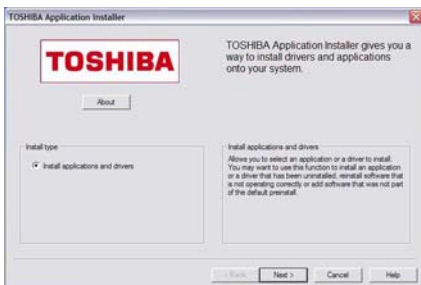 TOSHIBA Application Installer
TOSHIBA
TOSHIBA Application Installer gives you a
way to install drivers and applications
onto your system.
About
Install type
Install applications and drivers
Install applications and drivers
Allows you to select an application or a driver to install.
You may want to use this function to install an application
or a driver that has been uninstalled, reinstall software that
is not operating correctly or add software that was not part
of the default preinstall.
< Back
Next >
Cancel
Help